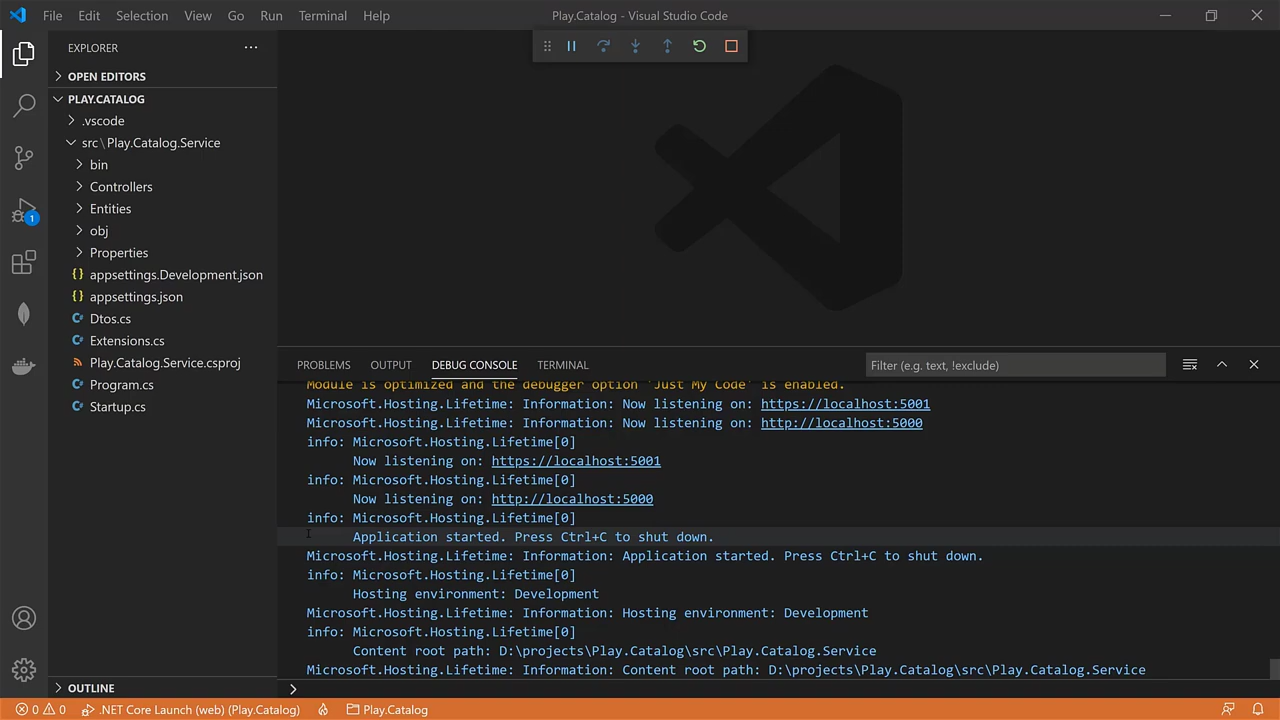 File Edit Selection View Go Run Terminal Help
Play.Catalog - Visual Studio Code
EXPLORER
OPEN EDITORS
PLAY.CATALOG
.vscode
src\Play.Catalog.Service
bin
Controllers
Entities
obj
Properties
{} appsettings.Development.json
{} appsettings.json
C# Dtos.cs
C# Extensions.cs
Play.Catalog.Service.csproj
C# Program.cs
C# Startup.cs
OUTLINE
1
PROBLEMS OUTPUT DEBUG CONSOLE TERMINAL
Filter (e.g. text, !exclude)
Module is optimized and the debugger option 'Just My Code' is enabled.
Microsoft.Hosting.Lifetime: Information: Now listening on: https://localhost:5001
Microsoft.Hosting.Lifetime: Information: Now listening on: http://localhost:5000
info: Microsoft.Hosting.Lifetime[0]
Now listening on: https://localhost:5001
info: Microsoft.Hosting.Lifetime[0]
Now listening on: http://localhost:5000
info: Microsoft.Hosting.Lifetime[0]
Application started. Press Ctrl+C to shut down.
Microsoft.Hosting.Lifetime: Information: Application started. Press Ctrl+C to shut down.
info: Microsoft.Hosting.Lifetime[0]
Hosting environment: Development
Microsoft.Hosting.Lifetime: Information: Hosting environment: Development
info: Microsoft.Hosting.Lifetime[0]
Content root path: D:\projects\Play.Catalog\src\Play.Catalog.Service
Microsoft.Hosting.Lifetime: Information: Content root path: D:\projects\Play.Catalog\src\Play.Catalog.Service
0 0 .NET Core Launch (web) (Play.Catalog) Play.Catalog